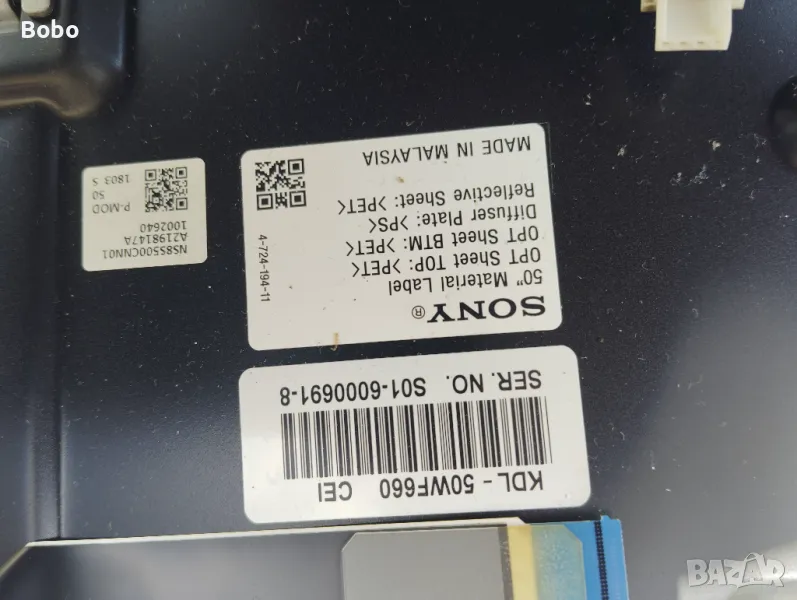 Bobo
KDL - 50WF660 CEI
SER. NO. S01-6000691-8
SONY®
50" Material Label
OPT Sheet TOP: >PET<
OPT Sheet BTM: >PET<
Diffuser Plate: >PS<
Reflective Sheet: >PET<
MADE IN MALAYSIA
4-724-194-11
NS8S500CNN01
A2198147A
1002640
P-MOD
50
1803 S
BAZAR